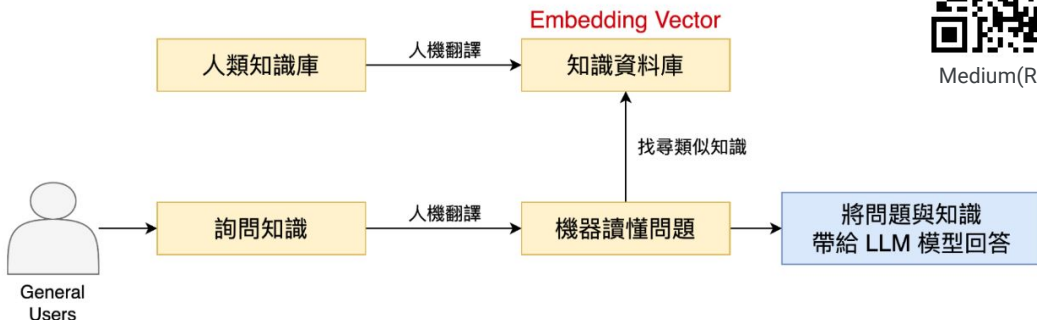 Embedding Vector
人類知識庫
人機翻譯
知識資料庫
Medium(R
找尋類似知識
詢問知識
人機翻譯
機器讀懂問題
將問題與知識
帶給 LLM 模型回答
General
Users